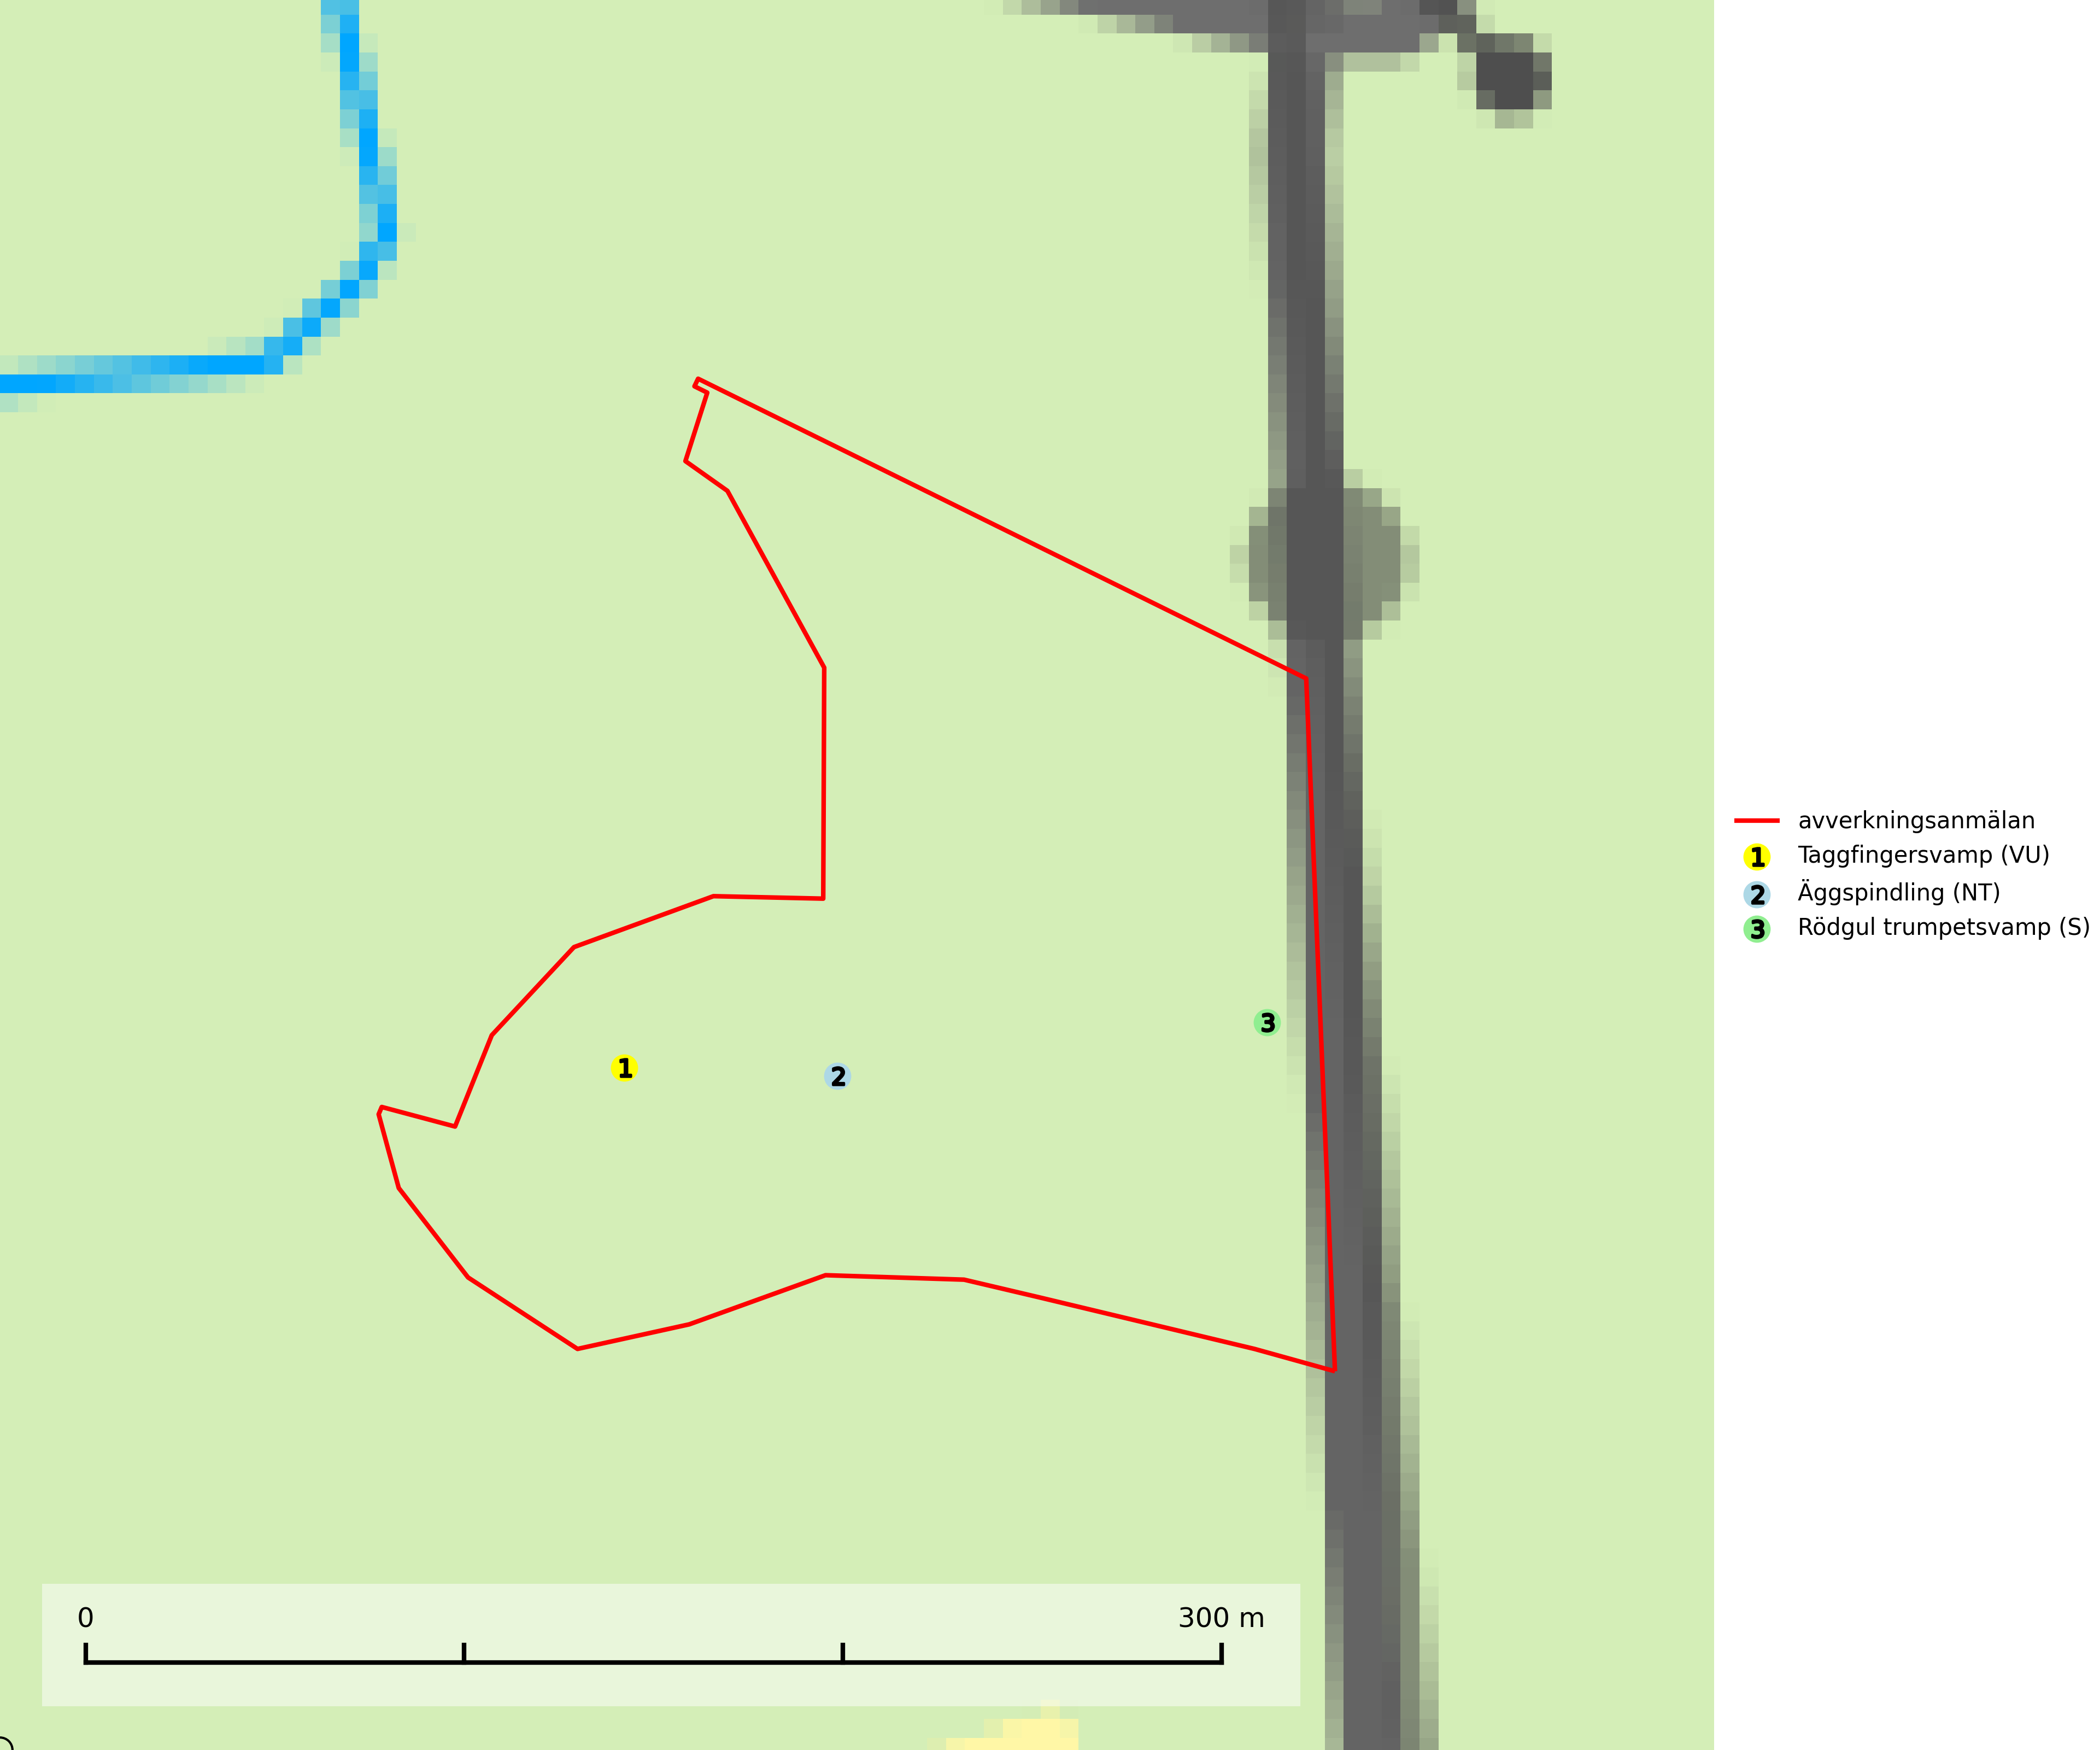 3
1
2
avverkningsanmälan
1 Taggfingersvamp (VU)
2 Äggspindling (NT)
3 Rödgul trumpetsvamp (S)
0 300 m